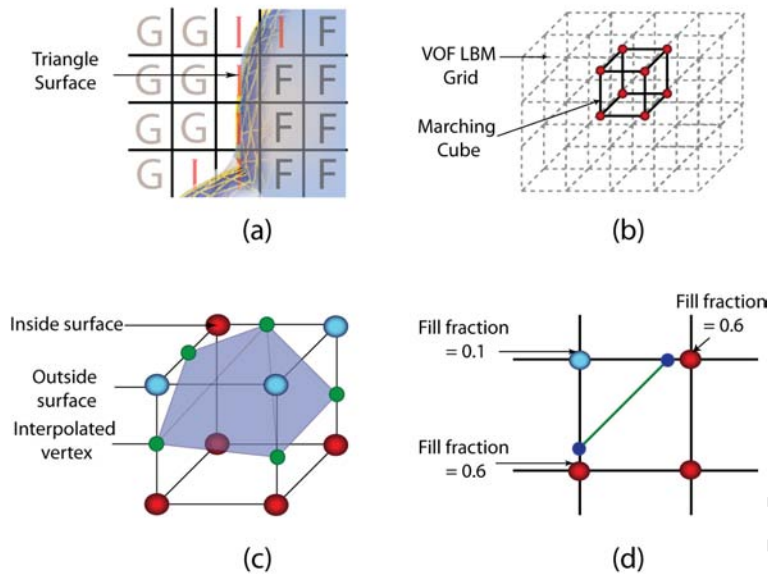 G G I I F
Triangle
Surface
G G I F F
G G I F F
G I F F
(a)
VOF LBM
Grid
Marching
Cube
(b)
Inside surface
Outside
surface
Interpolated
vertex
(c)
Fill fraction
= 0.1
Fill fraction
= 0.6
Fill fraction
= 0.6
(d)